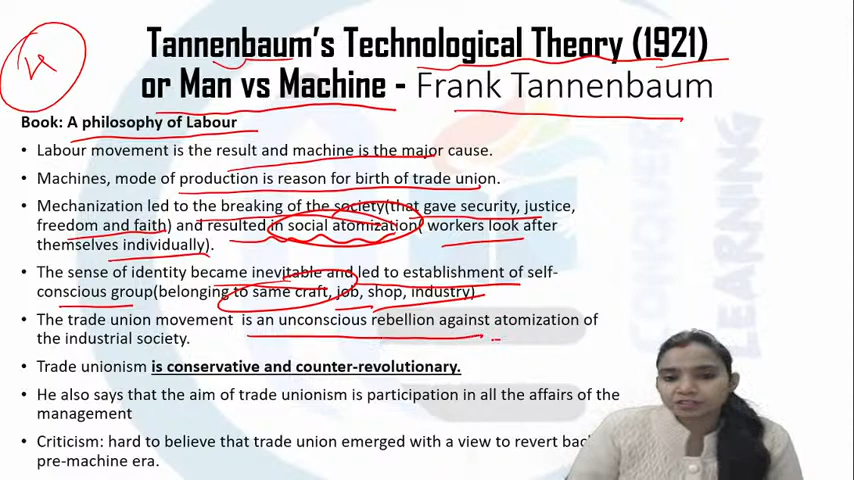 Tannenbaum's Technological Theory (1921)
or Man vs Machine - Frank Tannenbaum
Book: A philosophy of Labour
• Labour movement is the result and machine is the major cause.
• Machines, mode of production is reason for birth of trade union.
• Mechanization led to the breaking of the society(that gave security, justice,
freedom and faith) and resulted in social atomization( workers look after
themselves individually).
• The sense of identity became inevitable and led to establishment of self-
conscious group(belonging to same craft, job, shop, industry)
• The trade union movement is an unconscious rebellion against atomization of
the industrial society.
• Trade unionism is conservative and counter-revolutionary.
• He also says that the aim of trade unionism is participation in all the affairs of the
management
• Criticism: hard to believe that trade union emerged with a view to revert
pre-machine era.
CONQUER
LEARNING